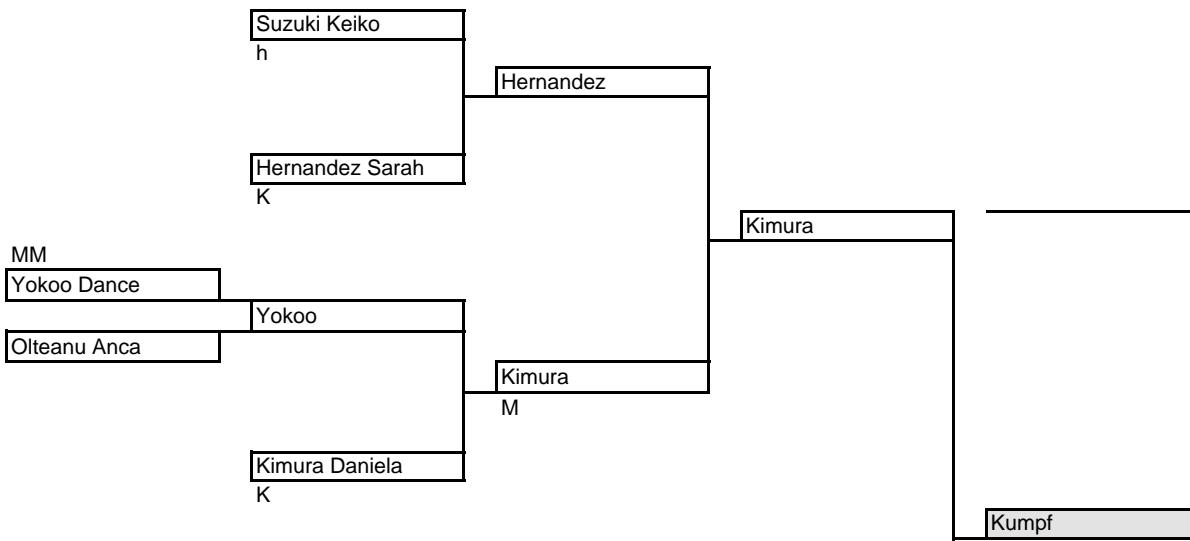 Suzuki Keiko
h
Hernandez
Hernandez Sarah
K
Kimura
MM
Yokoo Dance
Yokoo
Olteanu Anca
Kimura
M
Kimura Daniela
K
Kumpf